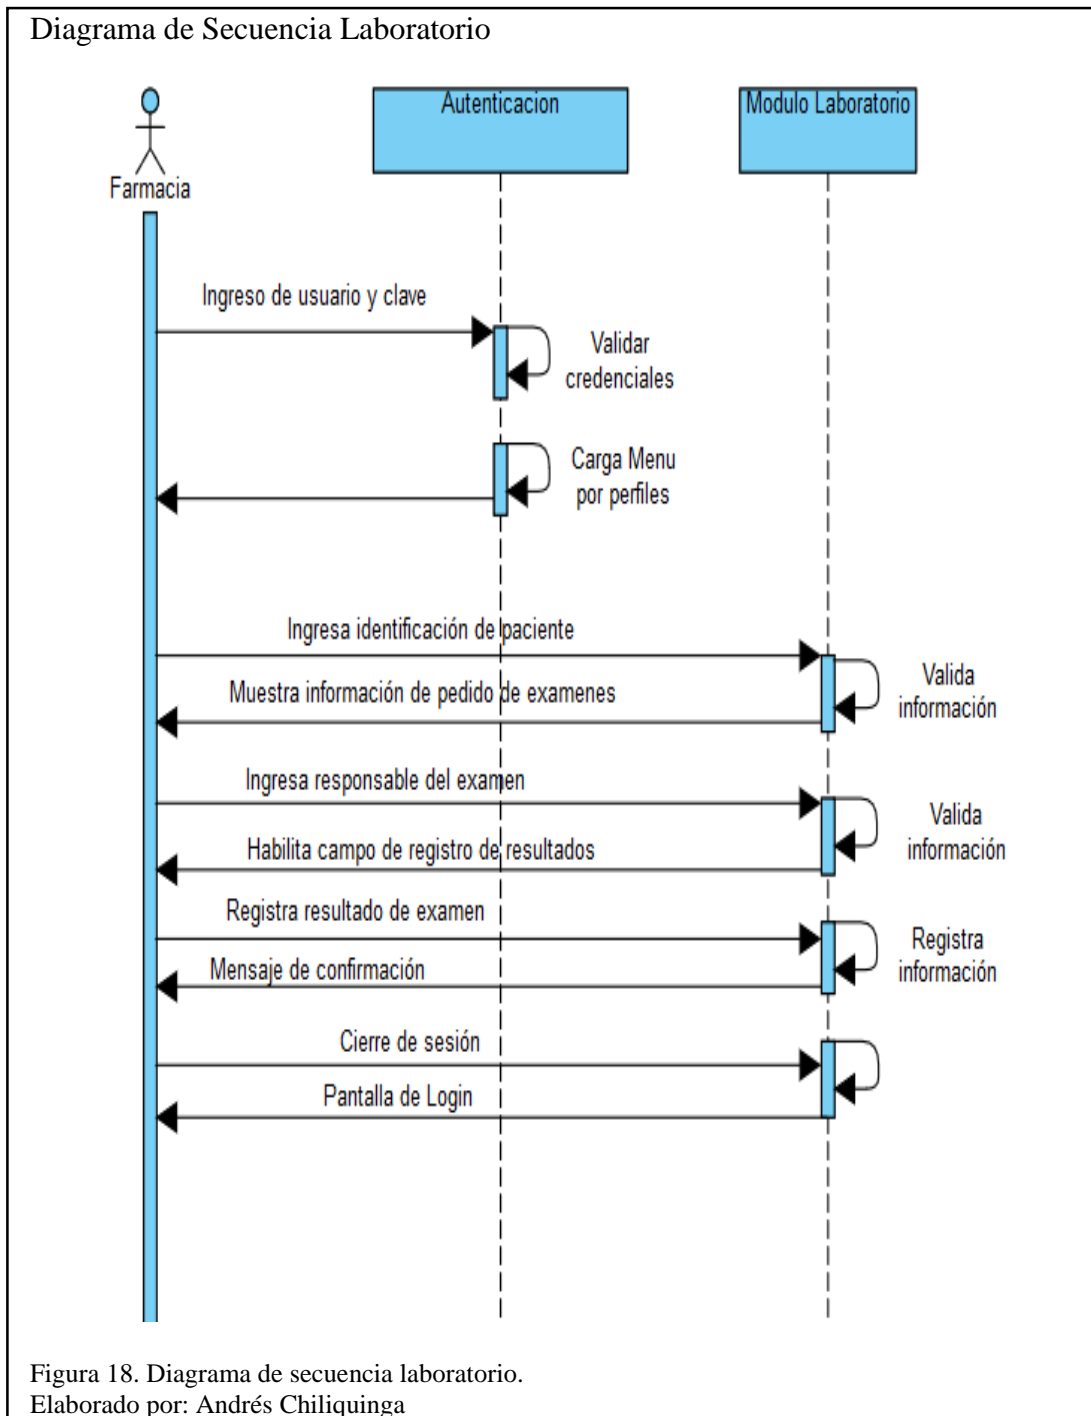 Diagrama de Secuencia Laboratorio
Autenticacion
Modulo Laboratorio
Farmacia
Ingreso de usuario y clave
Validar
credenciales
Carga Menu
por perfiles
Ingresa identificación de paciente
Valida
información
Muestra información de pedido de examenes
Ingresa responsable del examen
Valida
información
Habilita campo de registro de resultados
Registra resultado de examen
Registra
información
Mensaje de confirmación
Cierre de sesión
Pantalla de Login
Figura 18. Diagrama de secuencia laboratorio.
Elaborado por: Andrés Chiliquinga